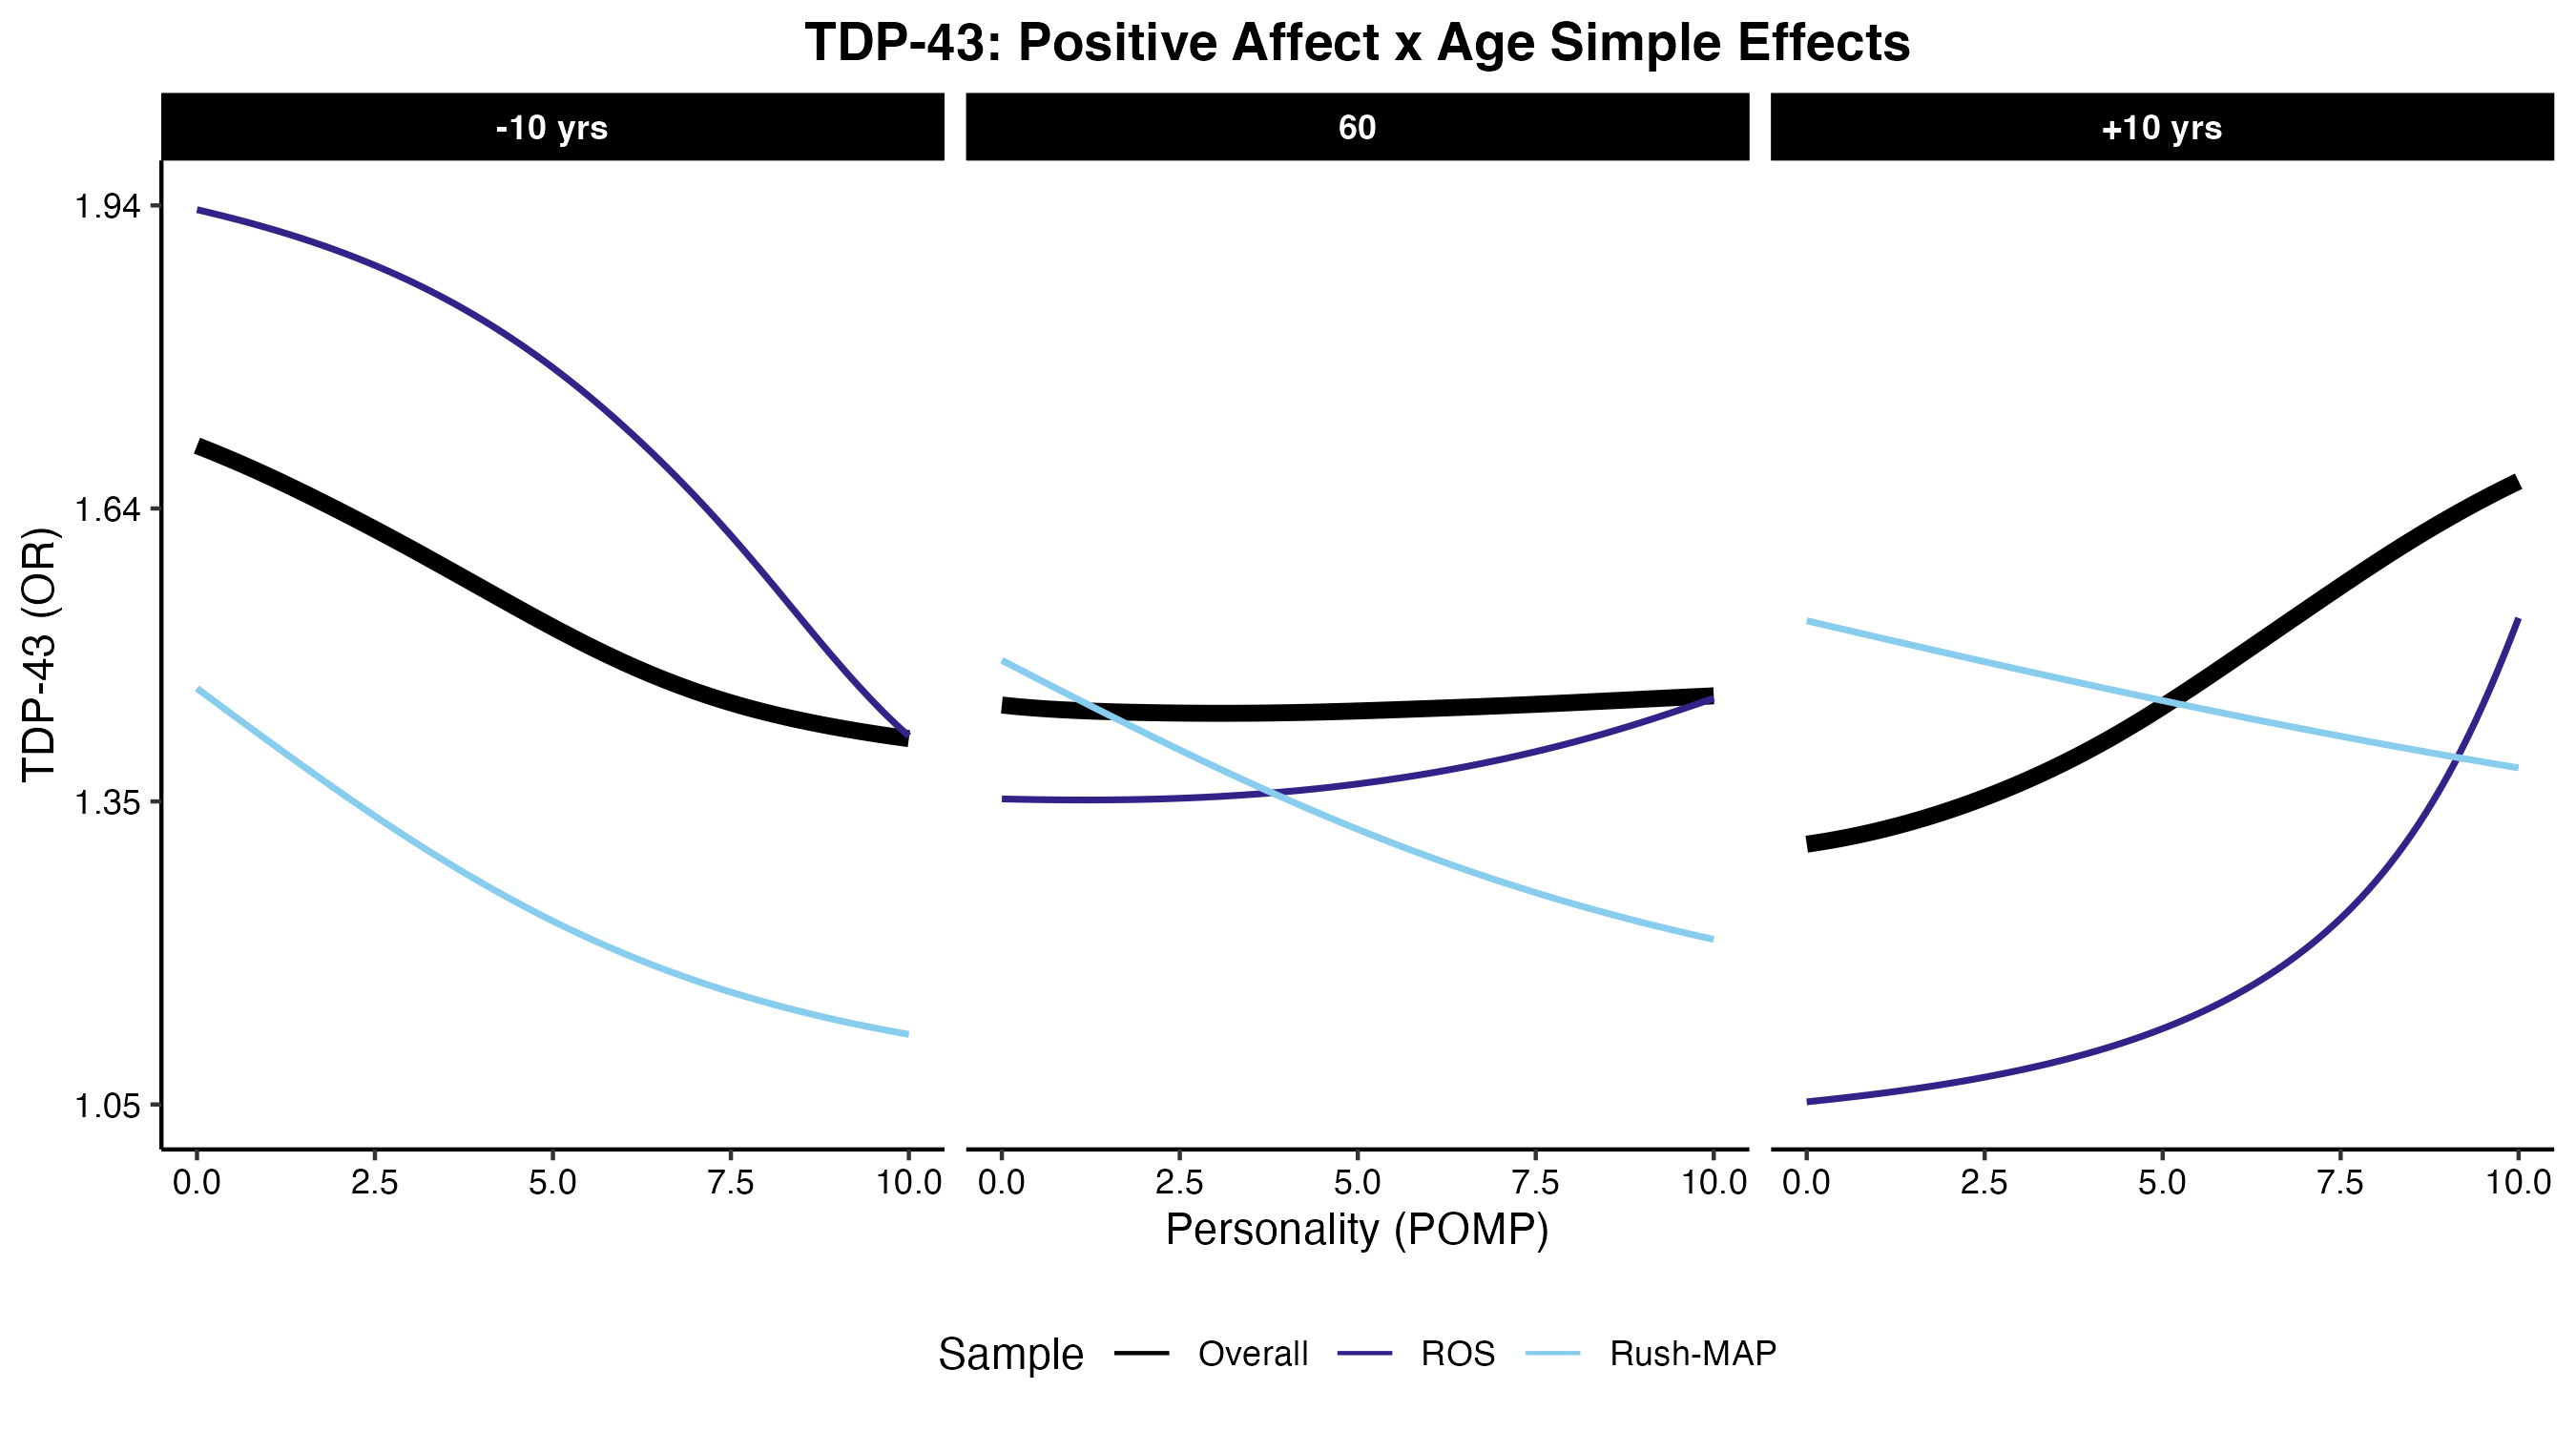 TDP-43: Positive Affect x Age Simple Effects
-10 yrs 60 +10 yrs
1.94
1.64
1.35
1.05
TDP-43 (OR)
0.0 2.5 5.0 7.5 10.0 0.0 2.5 5.0 7.5 10.0 0.0 2.5 5.0 7.5 10.0
Personality (POMP)
Sample Overall ROS Rush-MAP